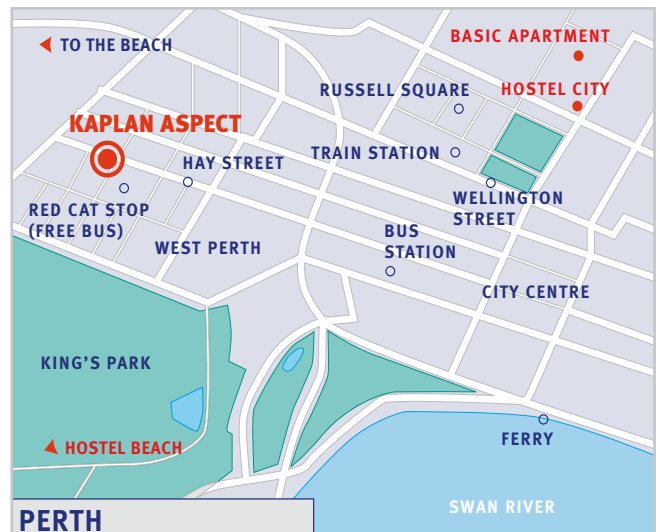 TO THE BEACH
BASIC APARTMENT
RUSSELL SQUARE
HOSTEL CITY
KAPLAN ASPECT
HAY STREET
TRAIN STATION
RED CAT STOP
(FREE BUS)
WELLINGTON
STREET
WEST PERTH
BUS
STATION
CITY CENTRE
KING'S PARK
HOSTEL BEACH
FERRY
SWAN RIVER
PERTH